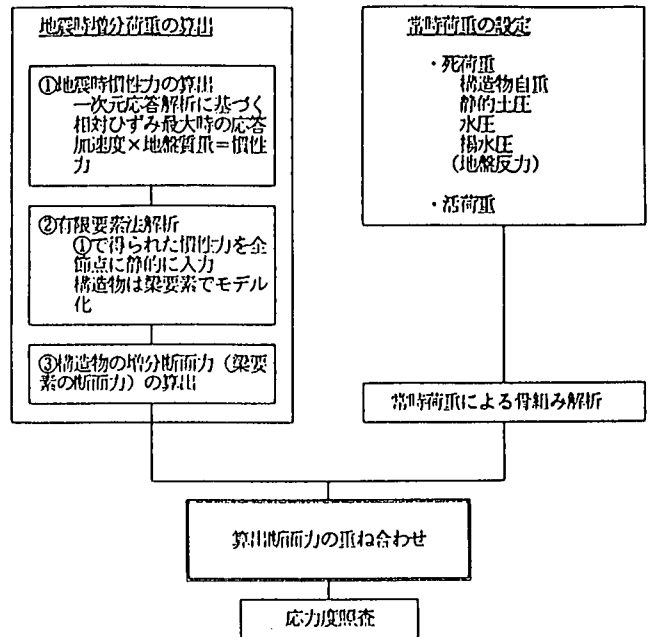 地震時増分荷重の算出
①地震時慣性力の算出
一次元応答解析に基づく
相対ひずみ最大時の応答
加速度×地盤質量=慣性
力
②有限要素法解析
①で得られた慣性力を全
節点に静的に入力
構造物は梁要素でモデル
化
③構造物の増分断面力（梁要
素の断面力）の算出
常時荷重の設定
・死荷重
構造物自重
静的土圧
水圧
揚水圧
(地盤反力)
・活荷重
常時荷重による骨組み解析
算出断面力の重ね合わせ
応力度照査